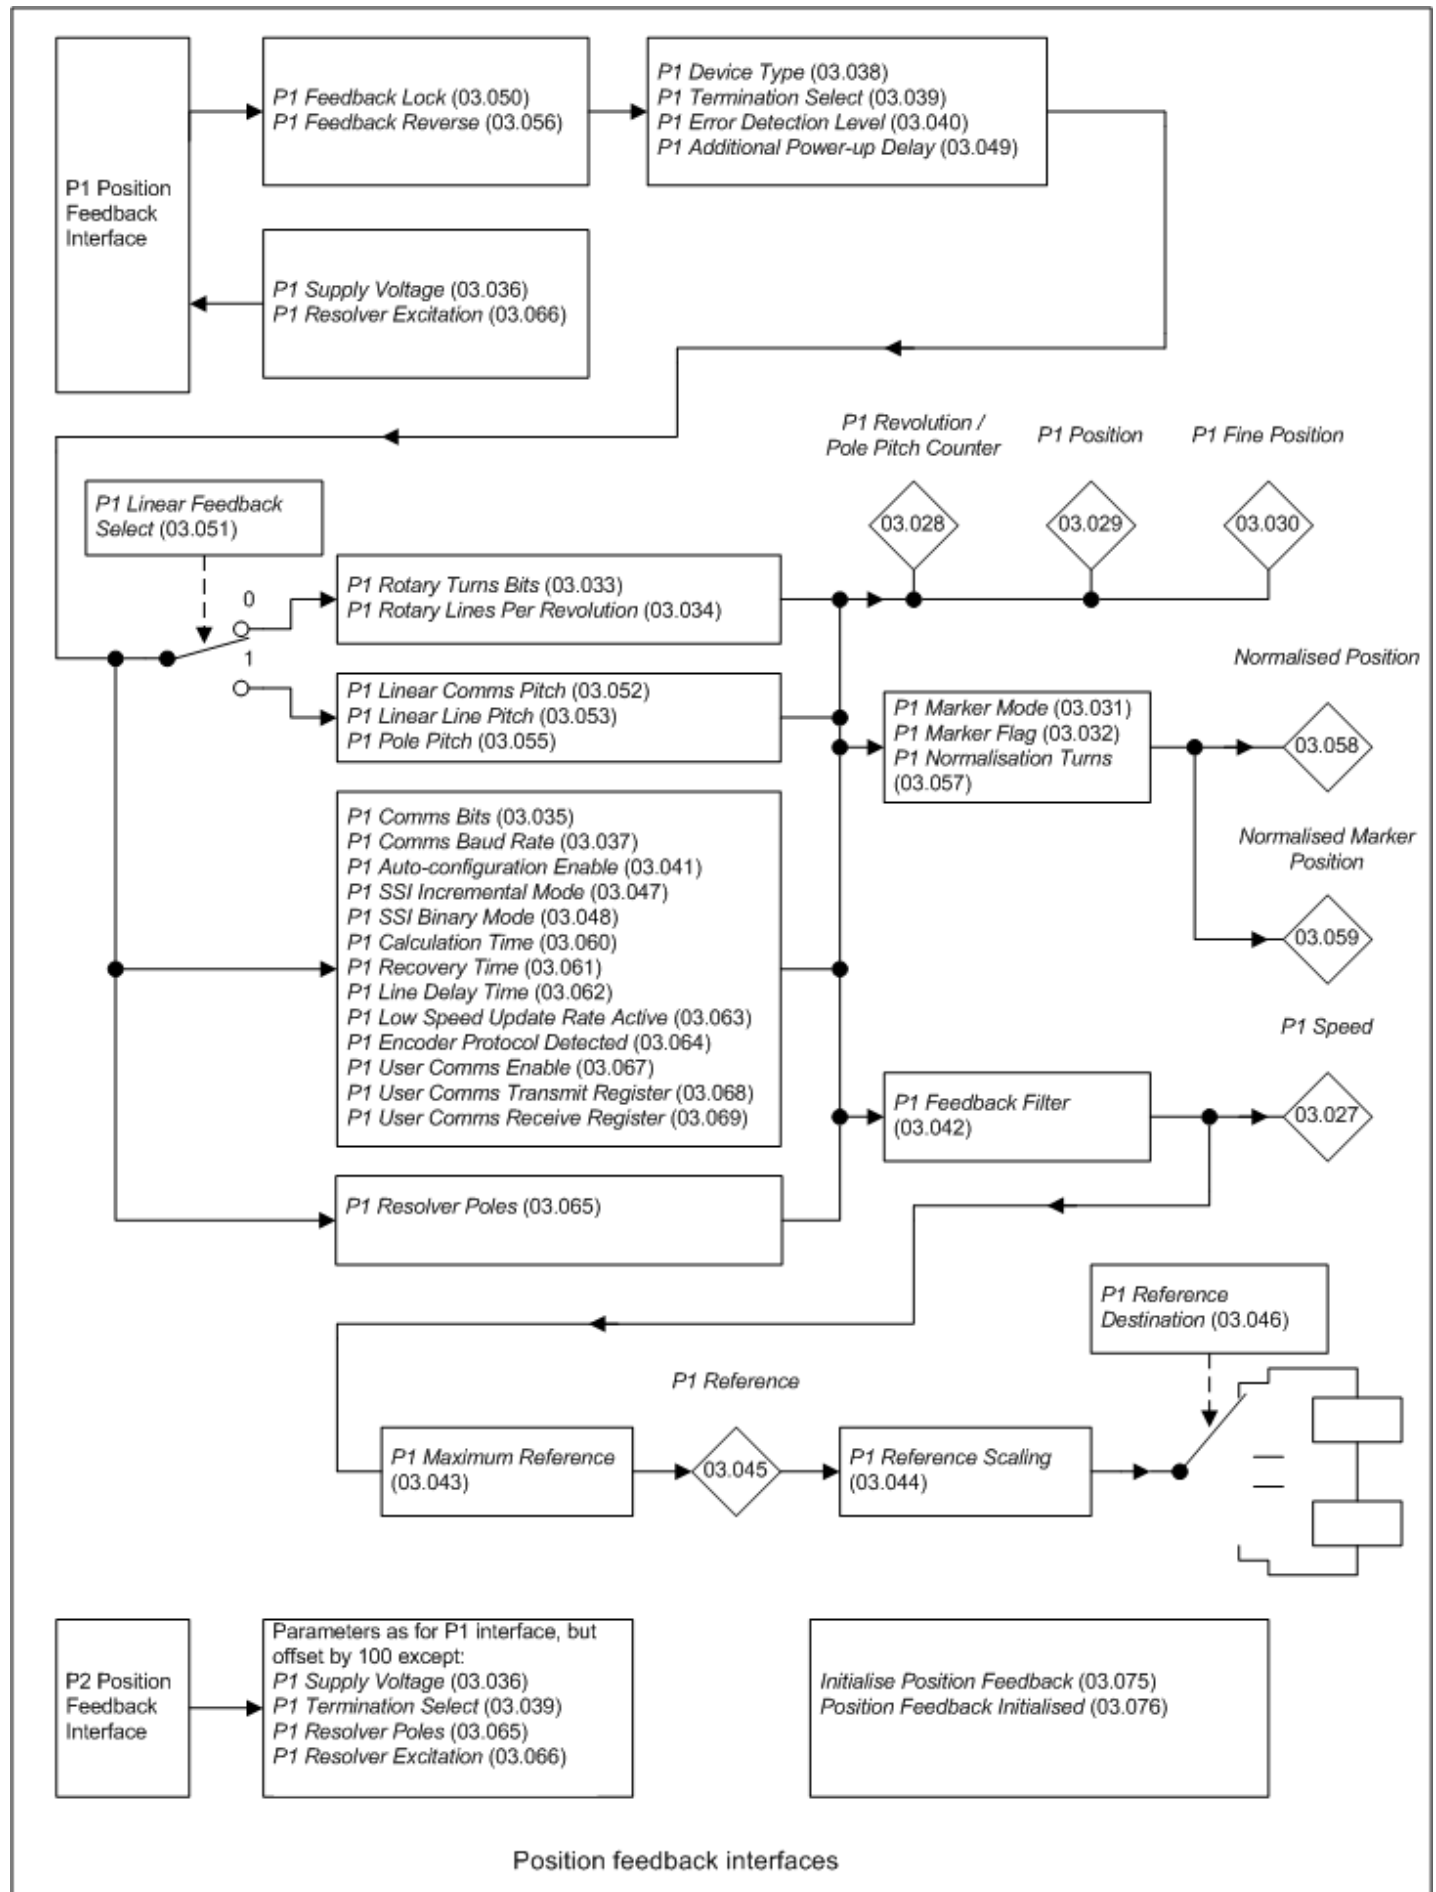 P1 Position
Feedback
Interface
P1 Feedback Lock (03.050)
P1 Feedback Reverse (03.056)
P1 Device Type (03.038)
P1 Termination Select (03.039)
P1 Error Detection Level (03.040)
P1 Additional Power-up Delay (03.049)
P1 Supply Voltage (03.036)
P1 Resolver Excitation (03.066)
P1 Revolution /
Pole Pitch Counter
P1 Position
P1 Fine Position
03.028
03.029
03.030
P1 Linear Feedback
Select (03.051)
0
1
P1 Rotary Turns Bits (03.033)
P1 Rotary Lines Per Revolution (03.034)
P1 Linear Comms Pitch (03.052)
P1 Linear Line Pitch (03.053)
P1 Pole Pitch (03.055)
P1 Comms Bits (03.035)
P1 Comms Baud Rate (03.037)
P1 Auto-configuration Enable (03.041)
P1 SSI Incremental Mode (03.047)
P1 SSI Binary Mode (03.048)
P1 Calculation Time (03.060)
P1 Recovery Time (03.061)
P1 Line Delay Time (03.062)
P1 Low Speed Update Rate Active (03.063)
P1 Encoder Protocol Detected (03.064)
P1 User Comms Enable (03.067)
P1 User Comms Transmit Register (03.068)
P1 User Comms Receive Register (03.069)
P1 Resolver Poles (03.065)
P1 Marker Mode (03.031)
P1 Marker Flag (03.032)
P1 Normalisation Turns
(03.057)
Normalised Position
03.058
Normalised Marker
Position
03.059
P1 Feedback Filter
(03.042)
P1 Speed
03.027
P1 Reference
Destination (03.046)
P1 Maximum Reference
(03.043)
P1 Reference
03.045
P1 Reference Scaling
(03.044)
P2 Position
Feedback
Interface
Parameters as for P1 interface, but
offset by 100 except:
P1 Supply Voltage (03.036)
P1 Termination Select (03.039)
P1 Resolver Poles (03.065)
P1 Resolver Excitation (03.066)
Initialise Position Feedback (03.075)
Position Feedback Initialised (03.076)
Position feedback interfaces